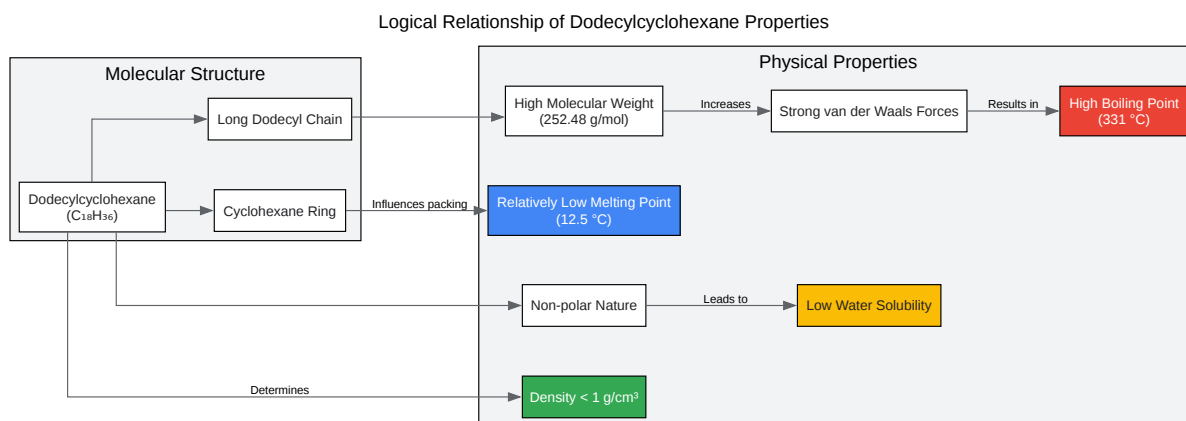 Logical Relationship of Dodecylcyclohexane Properties
Molecular Structure
Physical Properties
Long Dodecyl Chain
High Molecular Weight
(252.48 g/mol)
Increases
Strong van der Waals Forces
Results in
High Boiling Point
(331 °C)
Dodecylcyclohexane
(C₁₈H₃₆)
Cyclohexane Ring
Influences packing
Relatively Low Melting Point
(12.5 °C)
Non-polar Nature
Leads to
Low Water Solubility
Determines
Density < 1 g/cm³